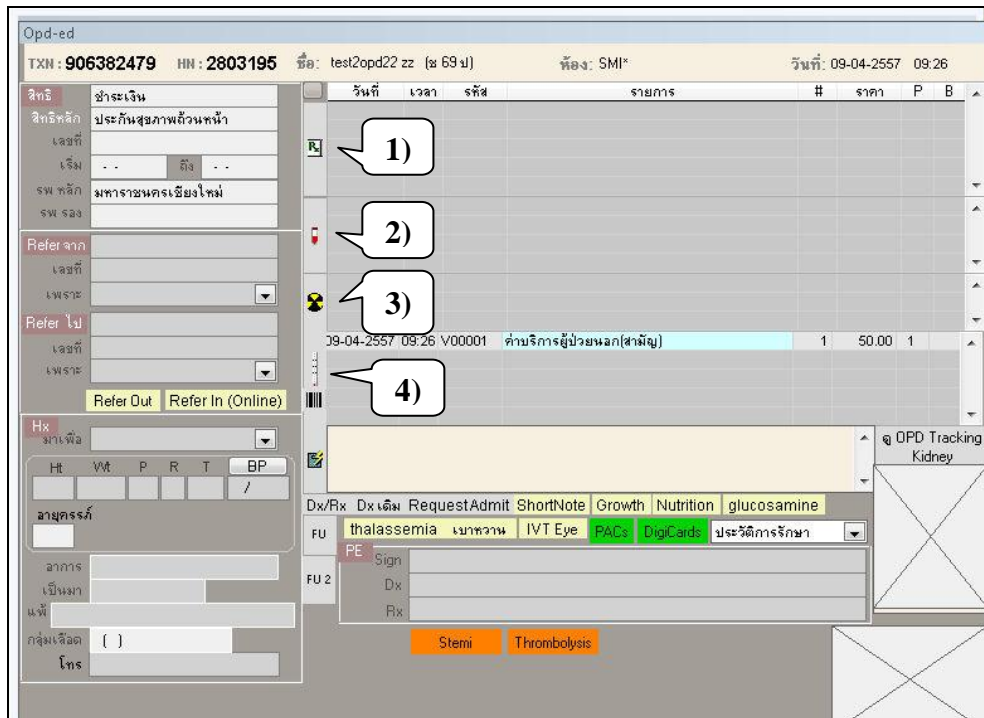 Opd-ed
TXN : 906382479 HN : 2803195 ชื่อ: test2opd22 zz (ช 69 ป) ห้อง: SMI* วันที่: 09-04-2557 09:26
สิทธิ ชำระเงิน
สิทธิหลัก ประกันสุขภาพถ้วนหน้า
เลขที่
เริ่ม - - ถึง - -
รพ หลัก มหาราชนครเชียงใหม่
รพ รอง
วันที่ เวลา รหัส รายการ # ราคา P B
Rx
1)
2)
3)
Refer จาก
เลขที่
เพราะ
Refer ไป
เลขที่
เพราะ
Refer Out Refer In (Online)
09-04-2557 09:26 V00001 ค่าบริการผู้ป่วยนอก(สามัญ) 1 50.00 1
4)
Hx
มาเพื่อ
Ht Wt P R T BP
/
อายุครรภ์
อาการ
เป็นมา
แพ้
กลุ่มเลือด ( )
โทร
ดู OPD Tracking
Kidney
Dx/Rx Dx เดิม Request Admit ShortNote Growth Nutrition glucosamine
FU thalassemia เบาหวาน IVT Eye PACs DigiCards ประวัติการรักษา
FU 2
PE
Sign
Dx
Rx
Stemi Thrombolysis